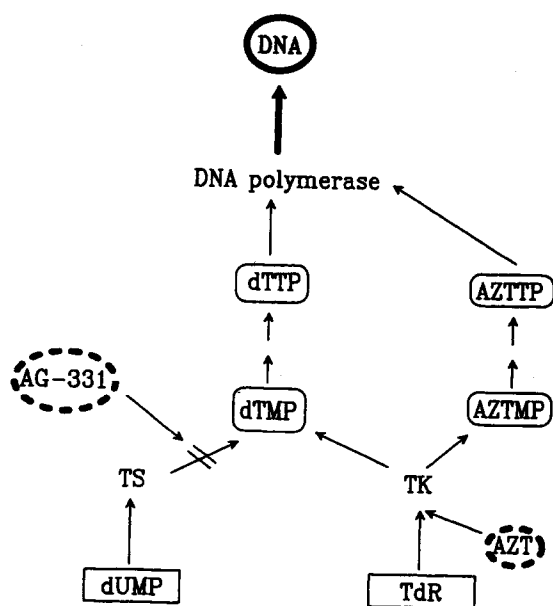 DNA
DNA polymerase
dTTP
AZTTP
AG-331
dTMP
AZTMP
TS
TK
AZT
dUMP
TdR